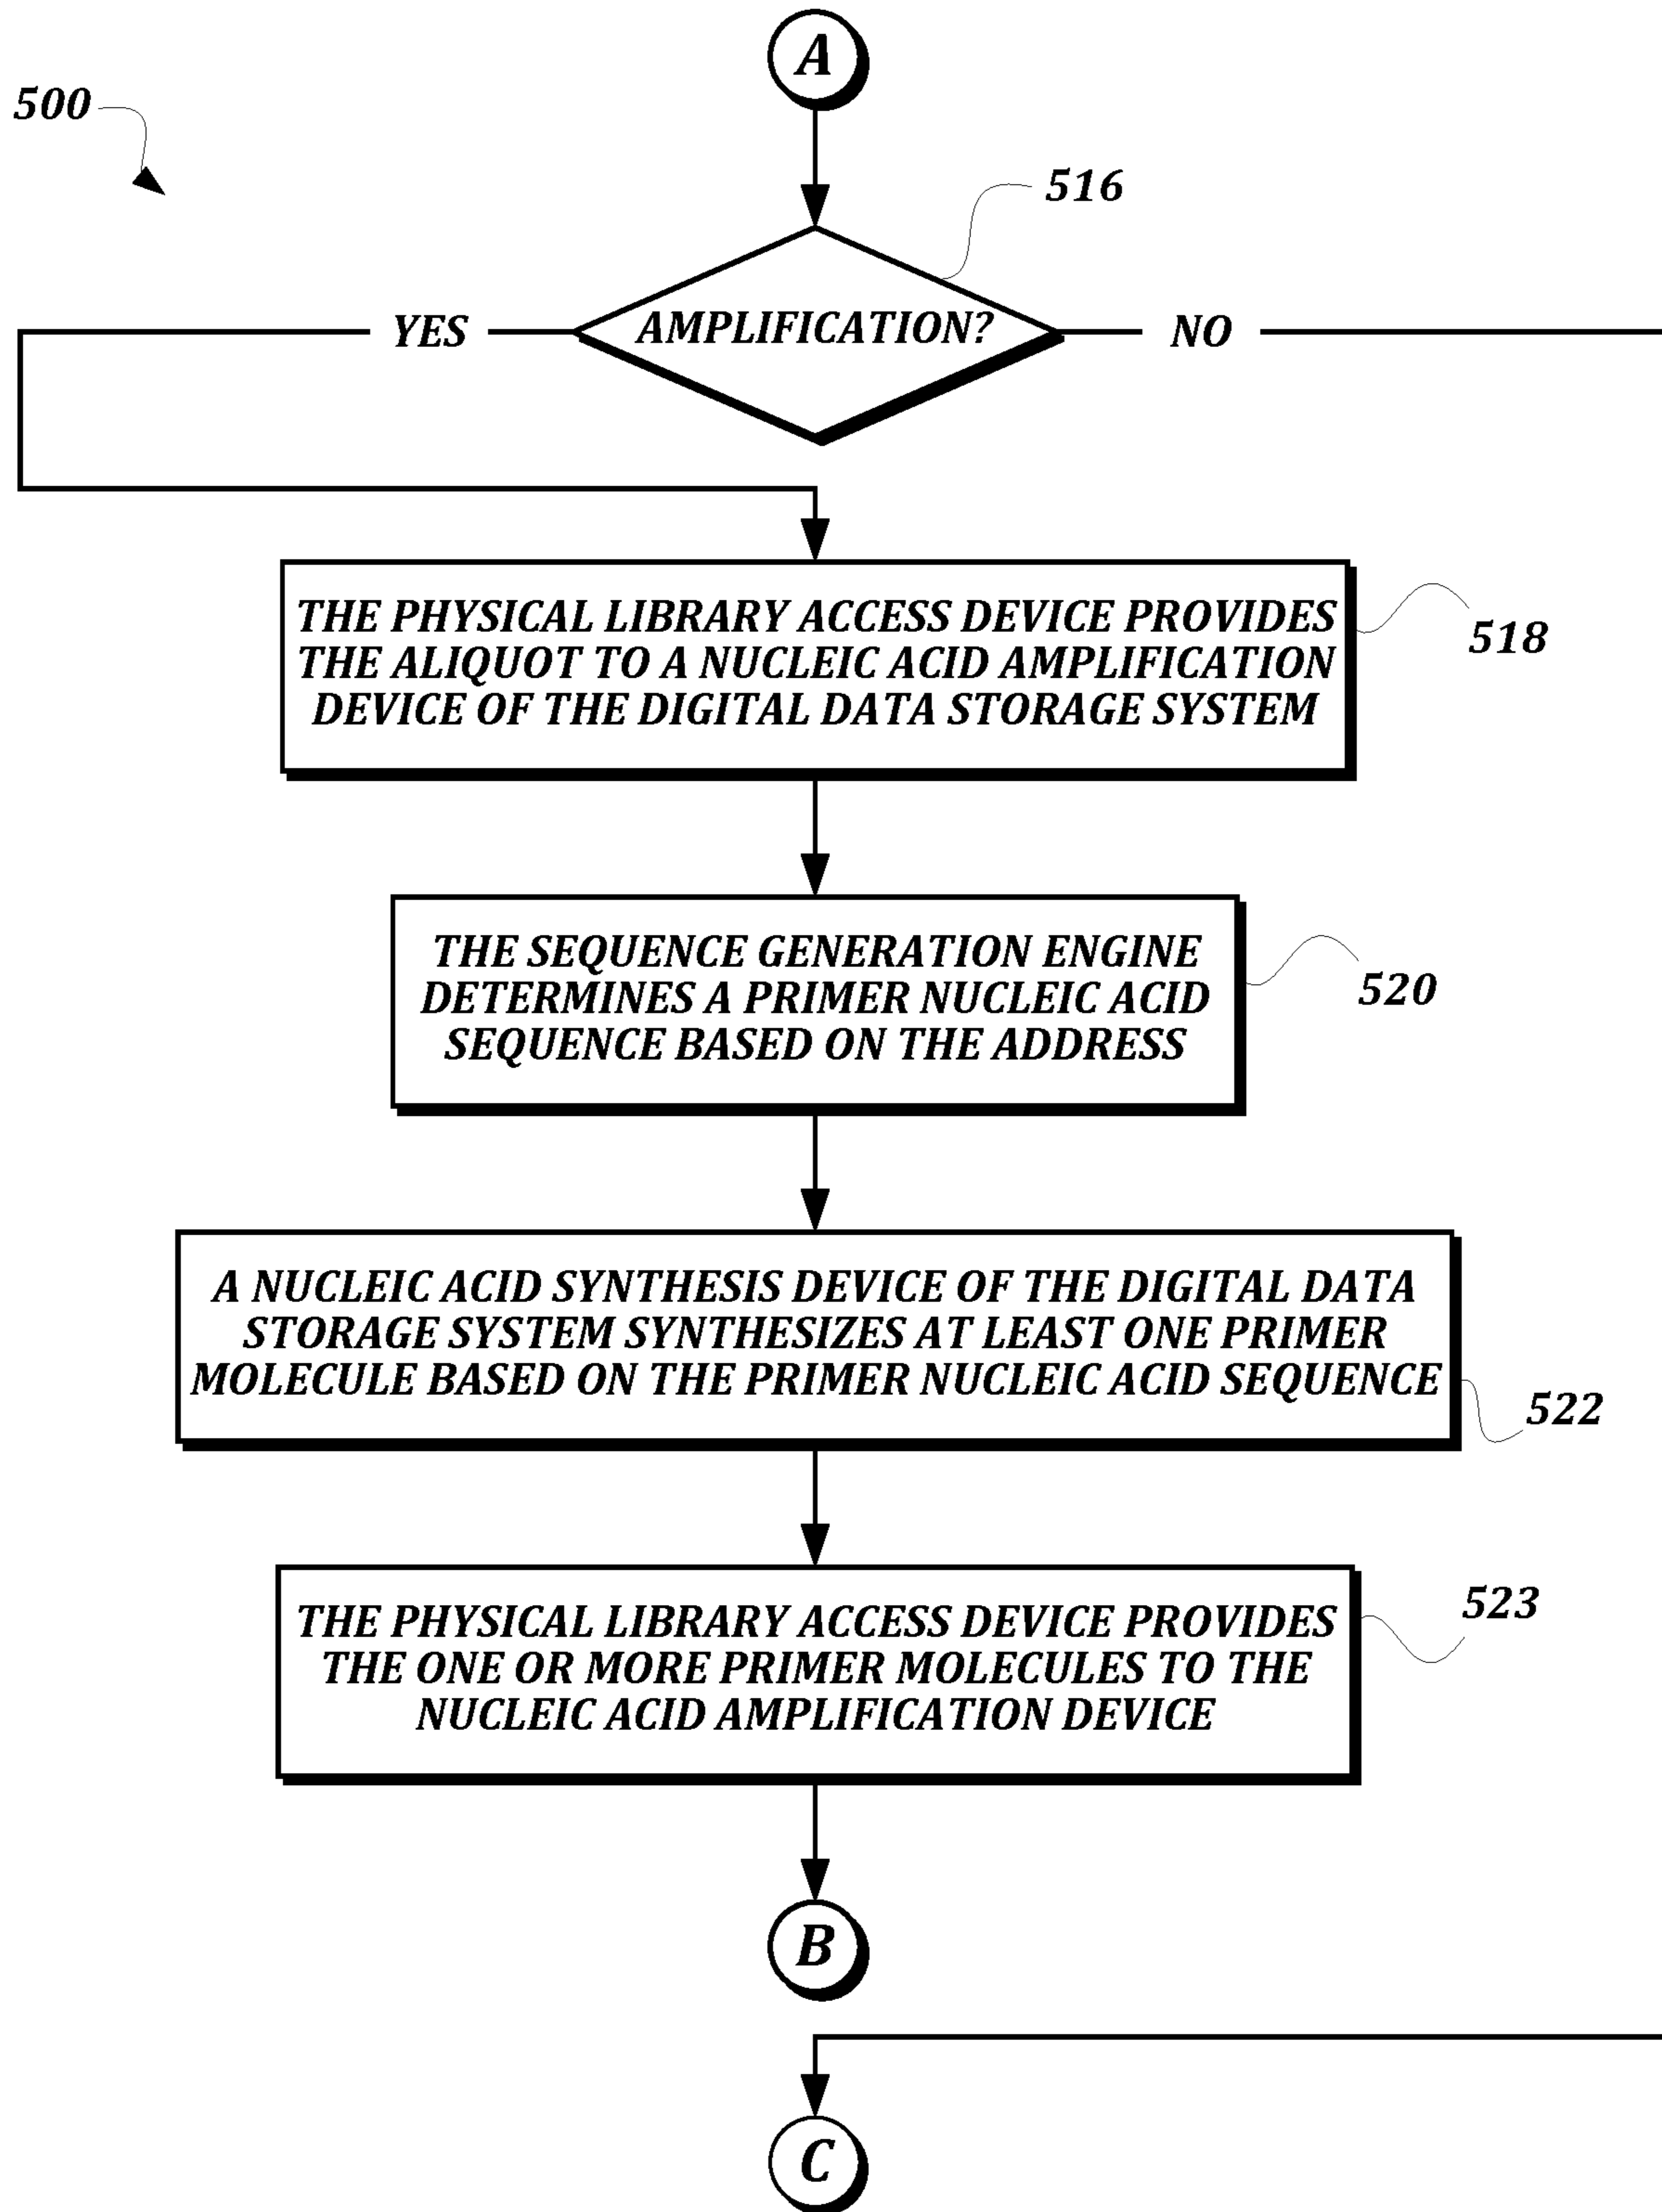 A
500
516
AMPLIFICATION?
YES
NO
THE PHYSICAL LIBRARY ACCESS DEVICE PROVIDES
THE ALIQUOT TO A NUCLEIC ACID AMPLIFICATION
DEVICE OF THE DIGITAL DATA STORAGE SYSTEM
518
THE SEQUENCE GENERATION ENGINE
DETERMINES A PRIMER NUCLEIC ACID
SEQUENCE BASED ON THE ADDRESS
520
A NUCLEIC ACID SYNTHESIS DEVICE OF THE DIGITAL DATA
STORAGE SYSTEM SYNTHESIZES AT LEAST ONE PRIMER
MOLECULE BASED ON THE PRIMER NUCLEIC ACID SEQUENCE
522
THE PHYSICAL LIBRARY ACCESS DEVICE PROVIDES
THE ONE OR MORE PRIMER MOLECULES TO THE
NUCLEIC ACID AMPLIFICATION DEVICE
523
B
C